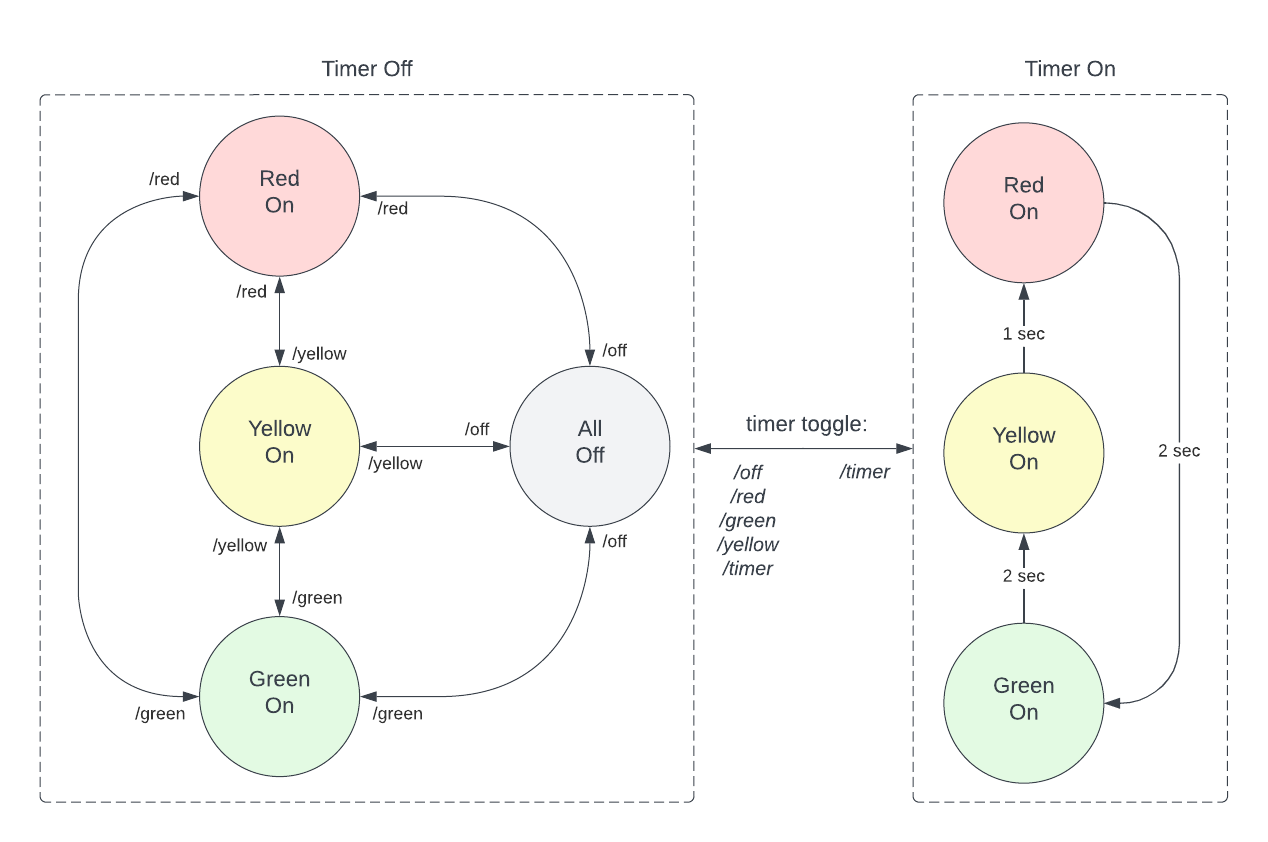 Timer Off
Timer On
/red
Red
On
/red
/red
/yellow
/off
Yellow
On
/off
/yellow
All
Off
/yellow
/green
/off
Green
On
/green
/green
timer toggle:
/off
/timer
/red
/green
/yellow
/timer
Red
On
1 sec
Yellow
On
2 sec
2 sec
Green
On